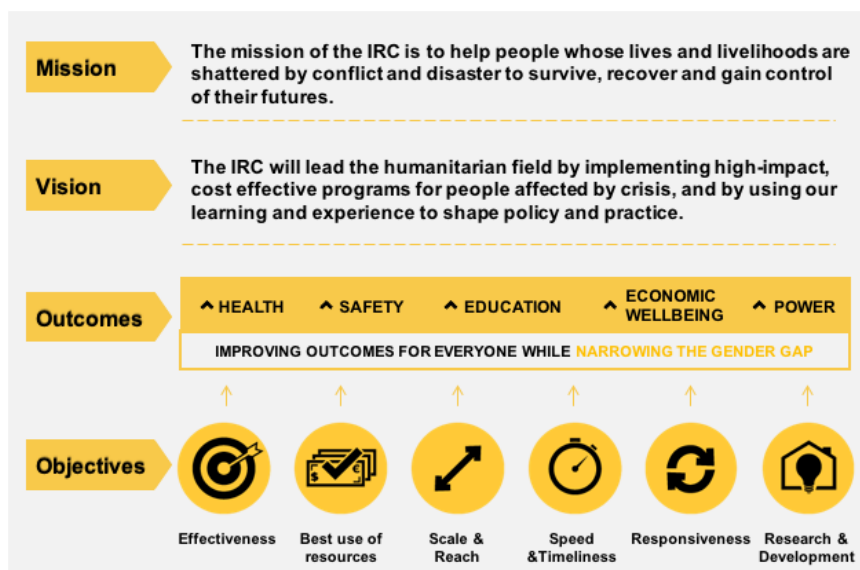 Mission
The mission of the IRC is to help people whose lives and livelihoods are
shattered by conflict and disaster to survive, recover and gain control
of their futures.
Vision
The IRC will lead the humanitarian field by implementing high-impact,
cost effective programs for people affected by crisis, and by using our
learning and experience to shape policy and practice.
Outcomes
HEALTH
SAFETY
EDUCATION
ECONOMIC
WELLBEING
POWER
IMPROVING OUTCOMES FOR EVERYONE WHILE NARROWING THE GENDER GAP
Objectives
$ €
Effectiveness
Best use of
resources
Scale &
Reach
Speed
&Timeliness
Responsiveness
Research &
Development